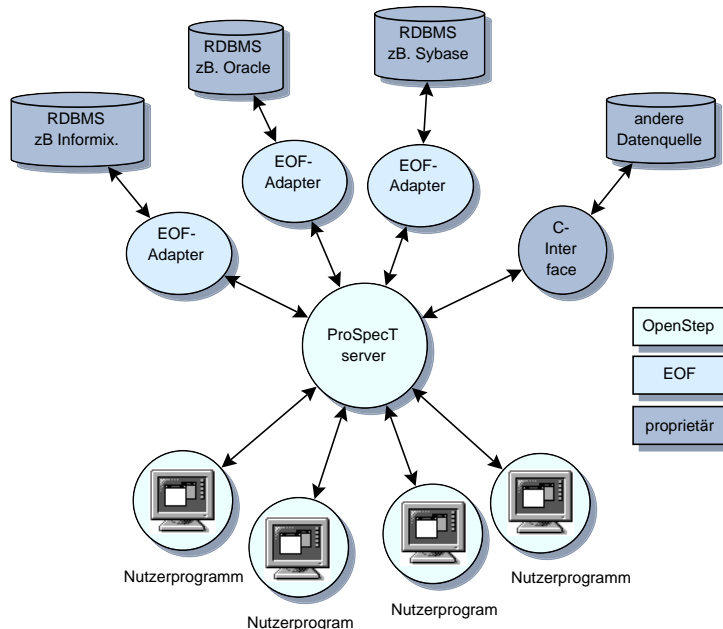 RDBMS
zB. Oracle
RDBMS
zB. Sybase
RDBMS
zB Informix.
andere
Datenquelle
EOF-
Adapter
EOF-
Adapter
EOF-
Adapter
C-
Inter
face
ProSpecT
server
OpenStep
EOF
proprietär
Nutzerprogramm
Nutzerprogram
Nutzerprogram
Nutzerprogramm